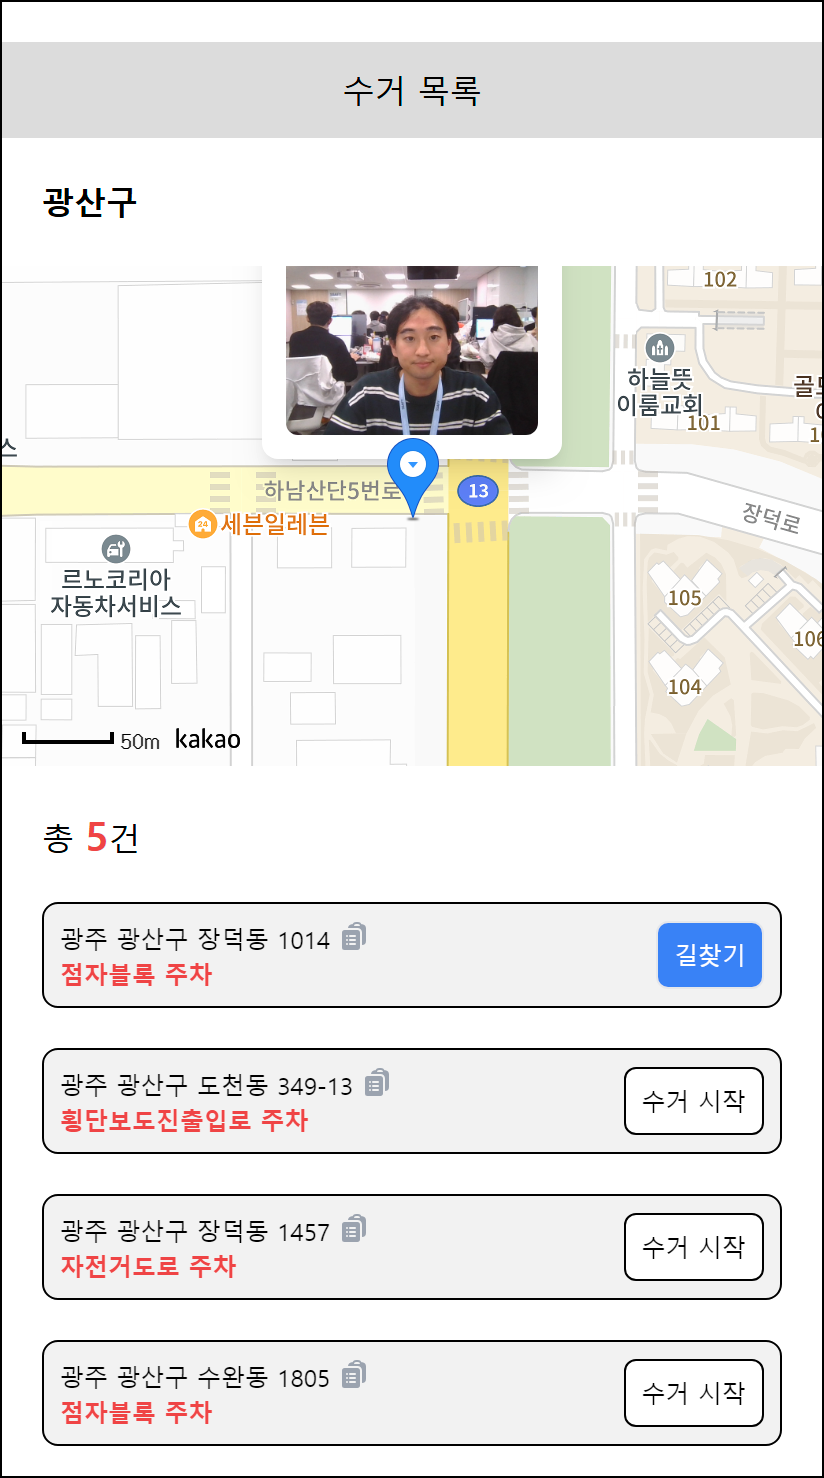 수거 목록
광산구
102
하늘뜻
이룸교회
101
하남산단5번로
13
장덕로
24
세븐일레븐
르노코리아
자동차서비스
105
106
104
50m
kakao
총 5건
광주 광산구 장덕동 1014
점자블록 주차
길찾기
광주 광산구 도천동 349-13
횡단보도진출입로 주차
수거 시작
광주 광산구 장덕동 1457
자전거도로 주차
수거 시작
광주 광산구 수완동 1805
점자블록 주차
수거 시작